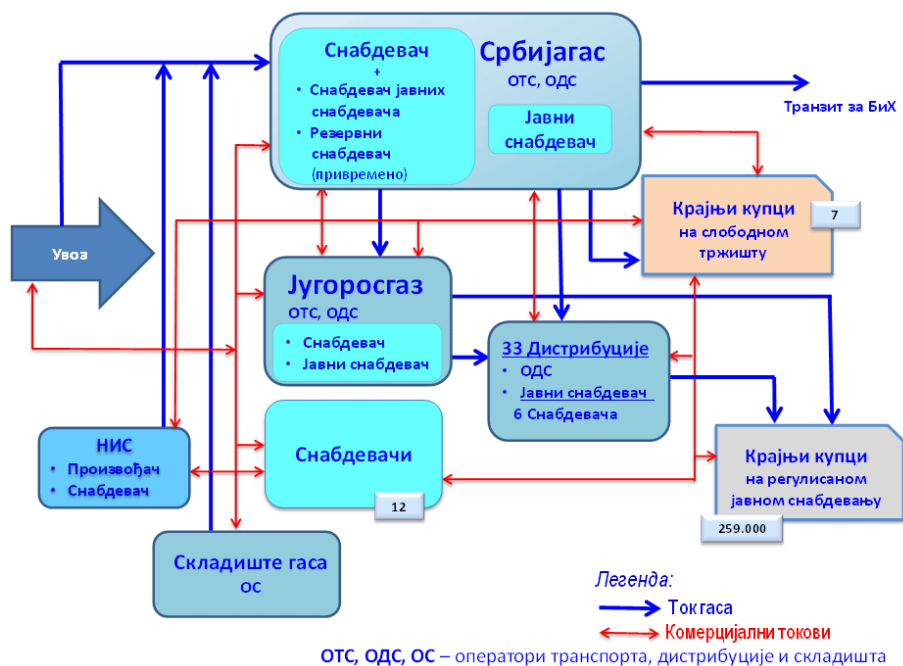 Снабдевач
+
• Снабдевач јавних
снабдевача
• Резервни
снабдевач
(привремено)
Србијагас
ОТС, ОДС
Јавни
снабдевач
Транзит за БиХ
Крајњи купци
на слободном
тржишту
7
Увоз
Југоросгаз
ОТС, ОДС
• Снабдевач
• Јавни снабдевач
33 Дистрибуције
• ОДС
• Јавни снабдевач
6 Снабдевача
НИС
• Произвођач
• Снабдевач
Снабдевачи
12
Крајњи купци
на регулисаном
јавном снабдевању
259.000
Складиште гаса
ОС
Легенда:
Ток гаса
Комерцијални токови
ОТС, ОДС, ОС – оператори транспорта, дистрибуције и складишта